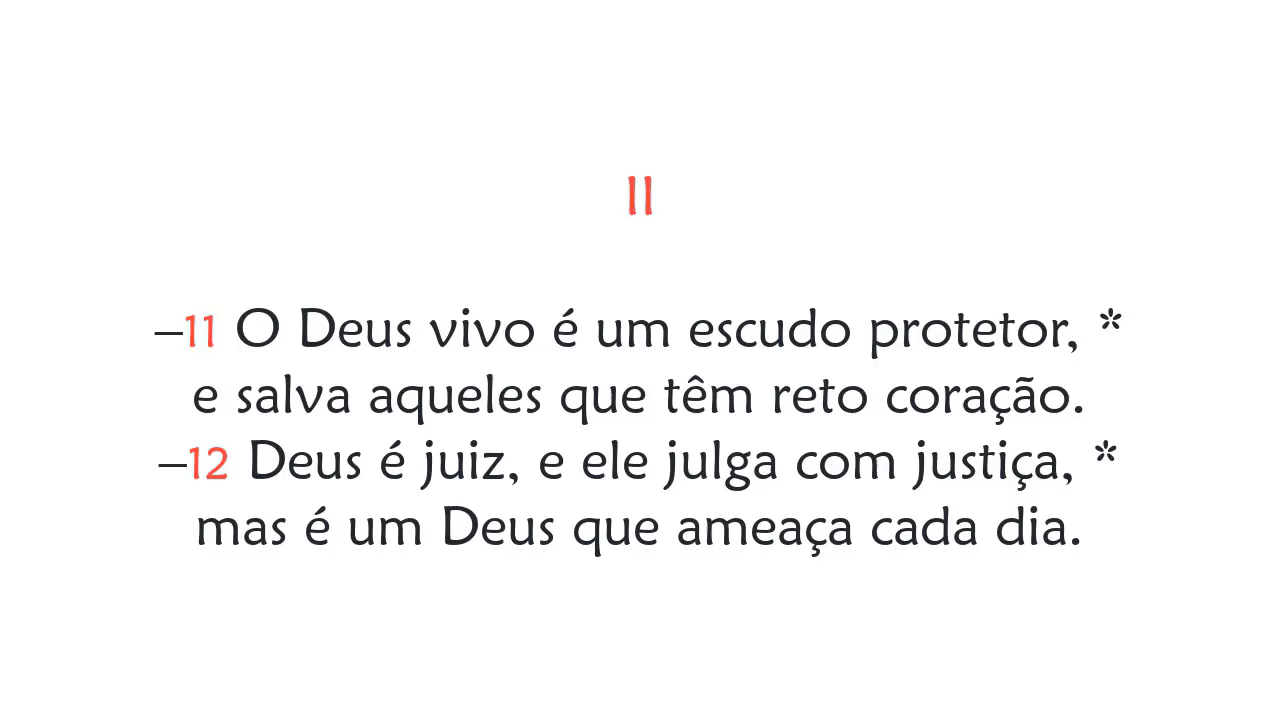 II
–11 O Deus vivo é um escudo protetor, *
e salva aqueles que têm reto coração.
–12 Deus é juiz, e ele julga com justiça, *
mas é um Deus que ameaça cada dia.